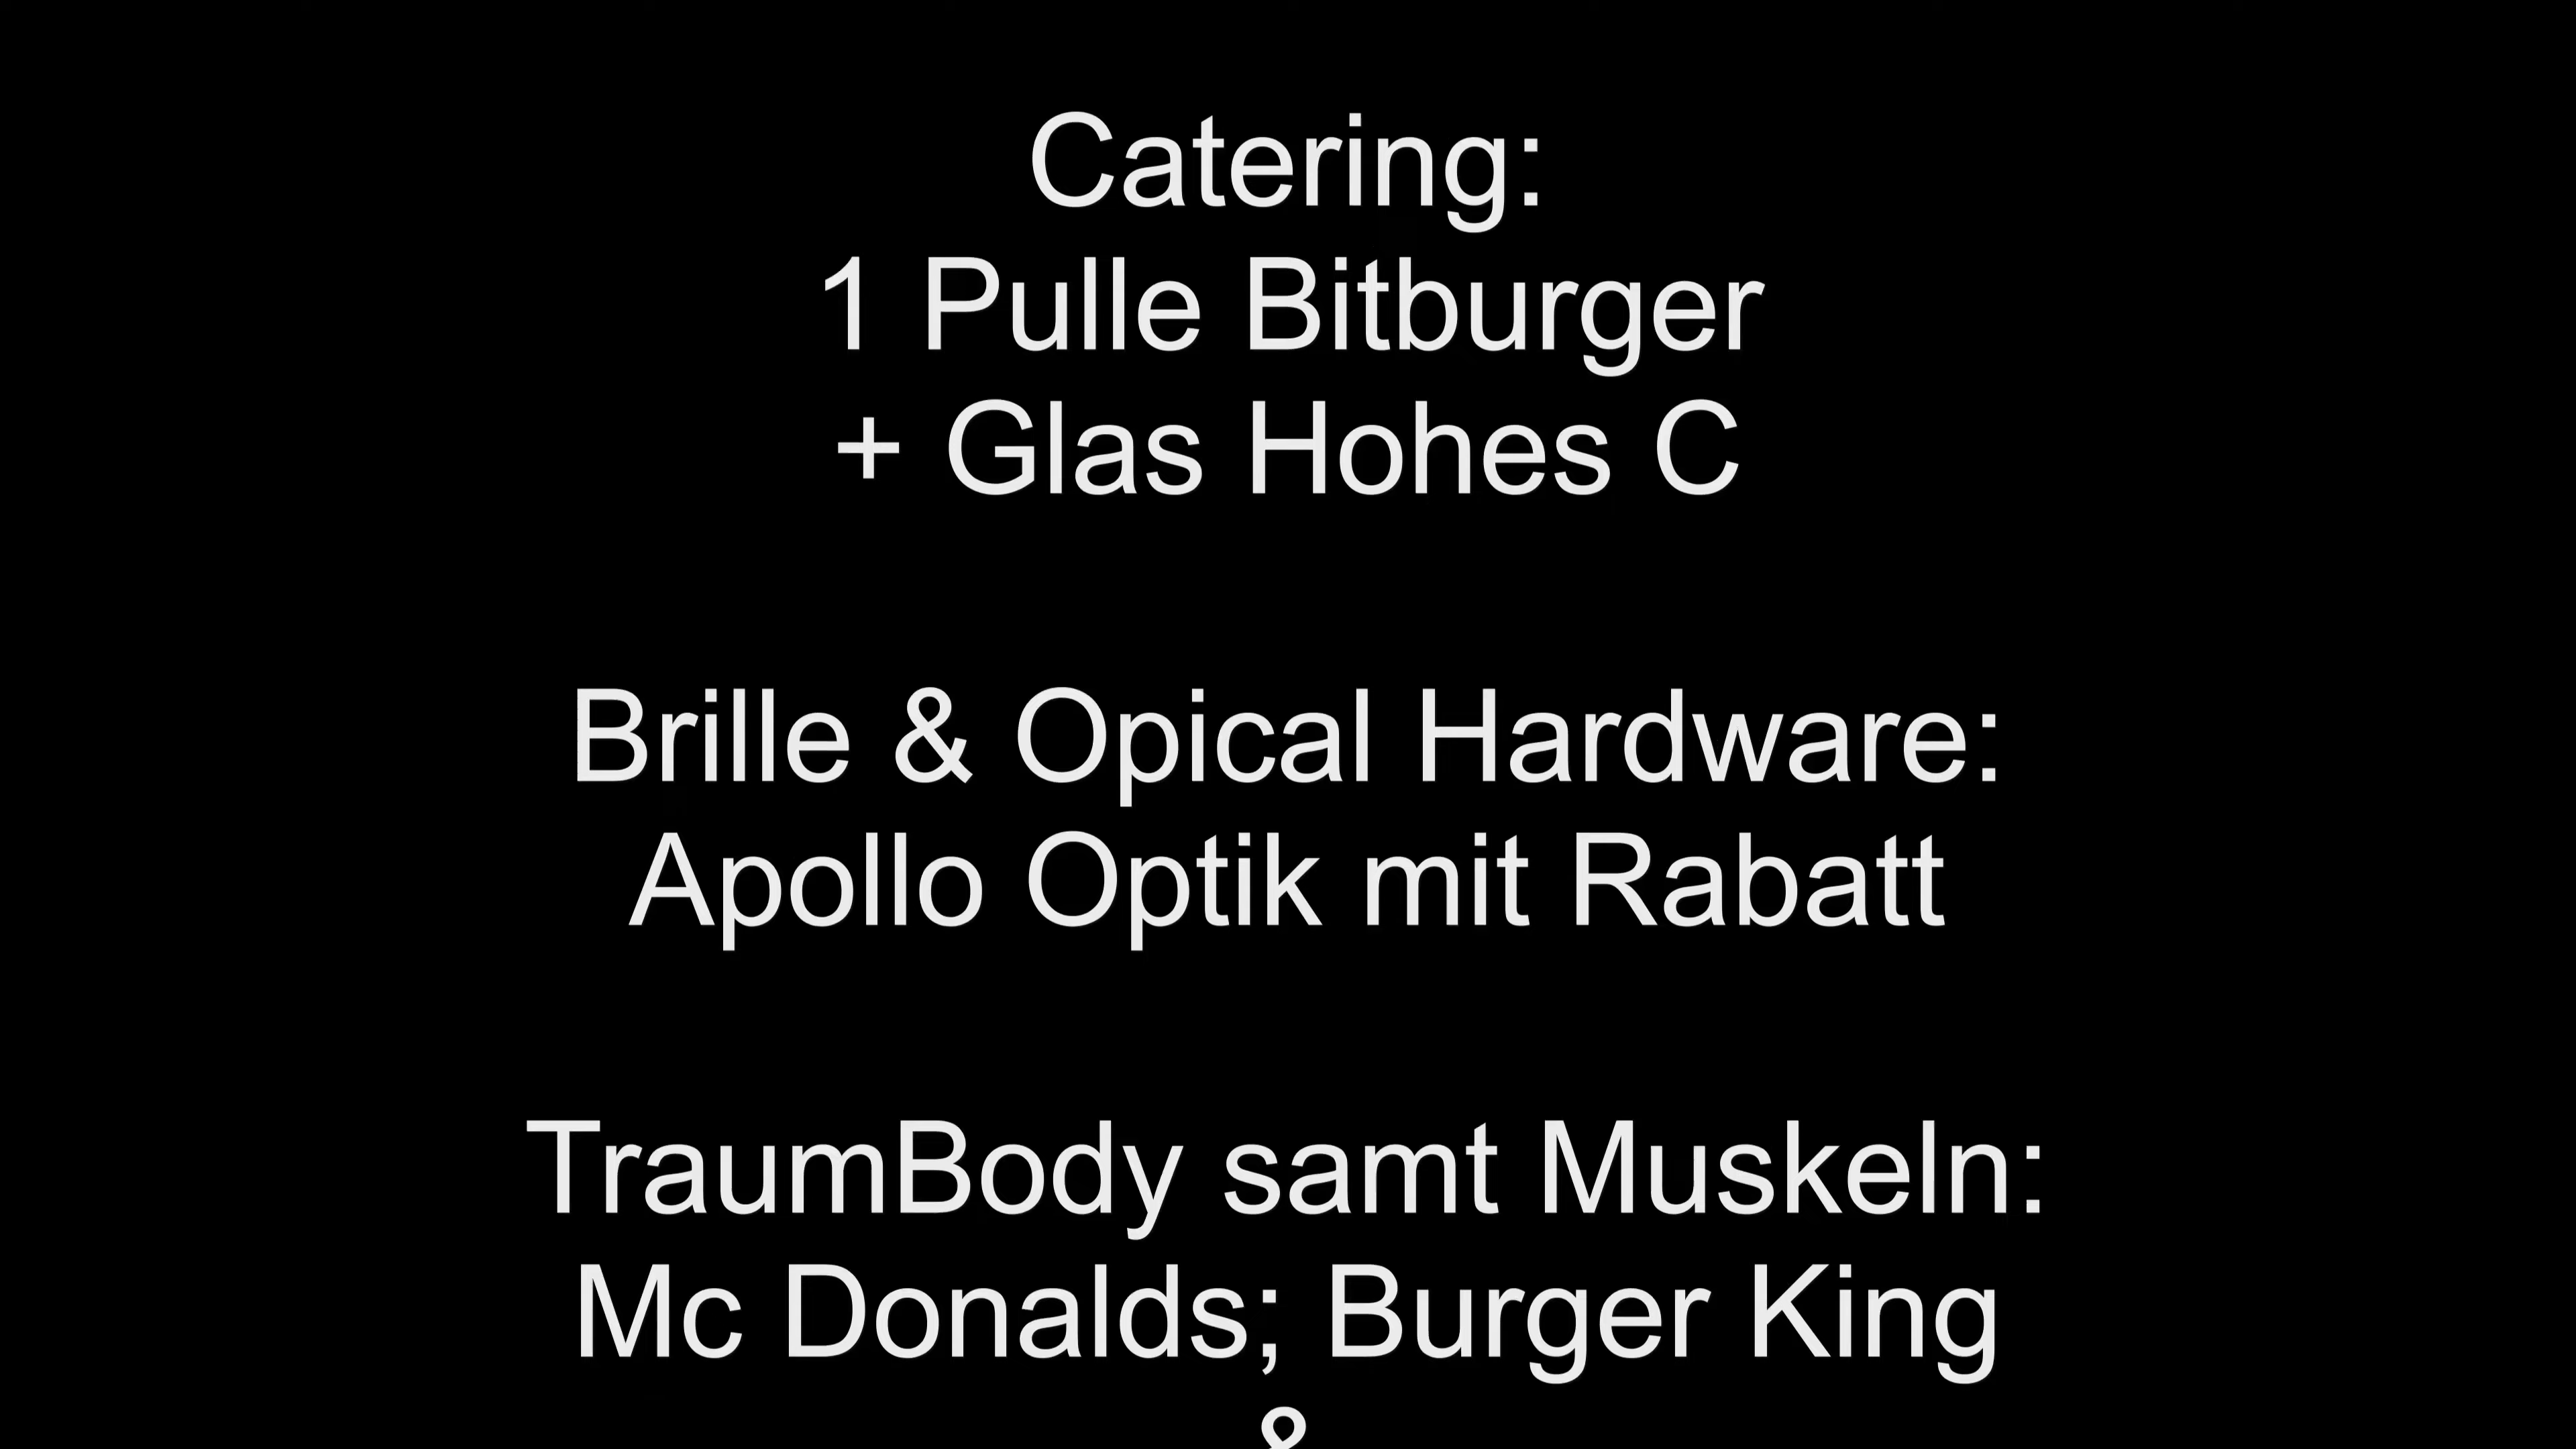 Catering:
1 Pulle Bitburger
+ Glas Hohes C
Brille & Opical Hardware:
Apollo Optik mit Rabatt
TraumBody samt Muskeln:
Mc Donalds; Burger King
&